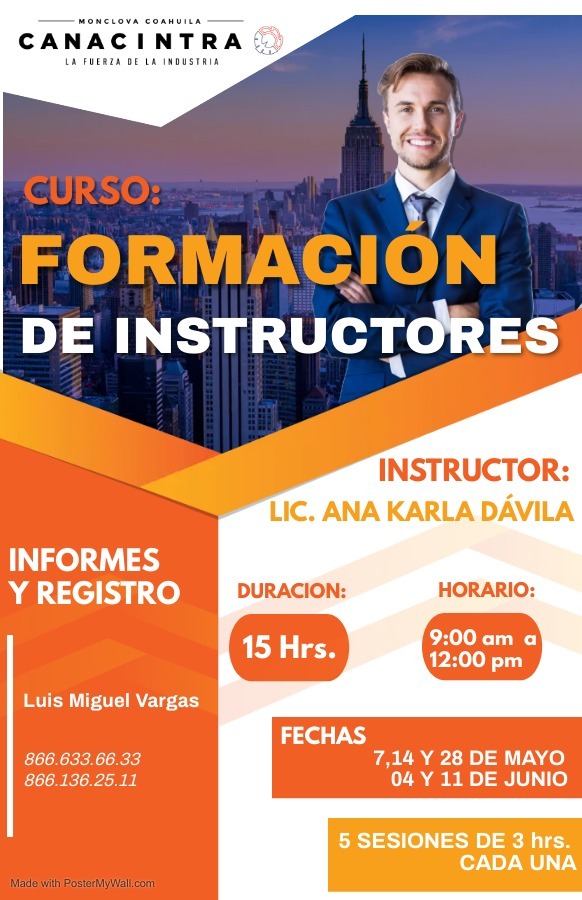 MONCLOVA COAHUILA
CANACINTRA
LA FUERZA DE LA INDUSTRIA
CURSO:
FORMACIÓN
DE INSTRUCTORES
INSTRUCTOR:
LIC. ANA KARLA DÁVILA
INFORMES
Y REGISTRO
Luis Miguel Vargas
866.633.66.33
866.136.25.11
DURACION:
15 Hrs.
HORARIO:
9:00 am a
12:00 pm
FECHAS
7,14 Y 28 DE MAYO
04 Y 11 DE JUNIO
5 SESIONES DE 3 hrs.
CADA UNA
Made with PosterMyWall.com